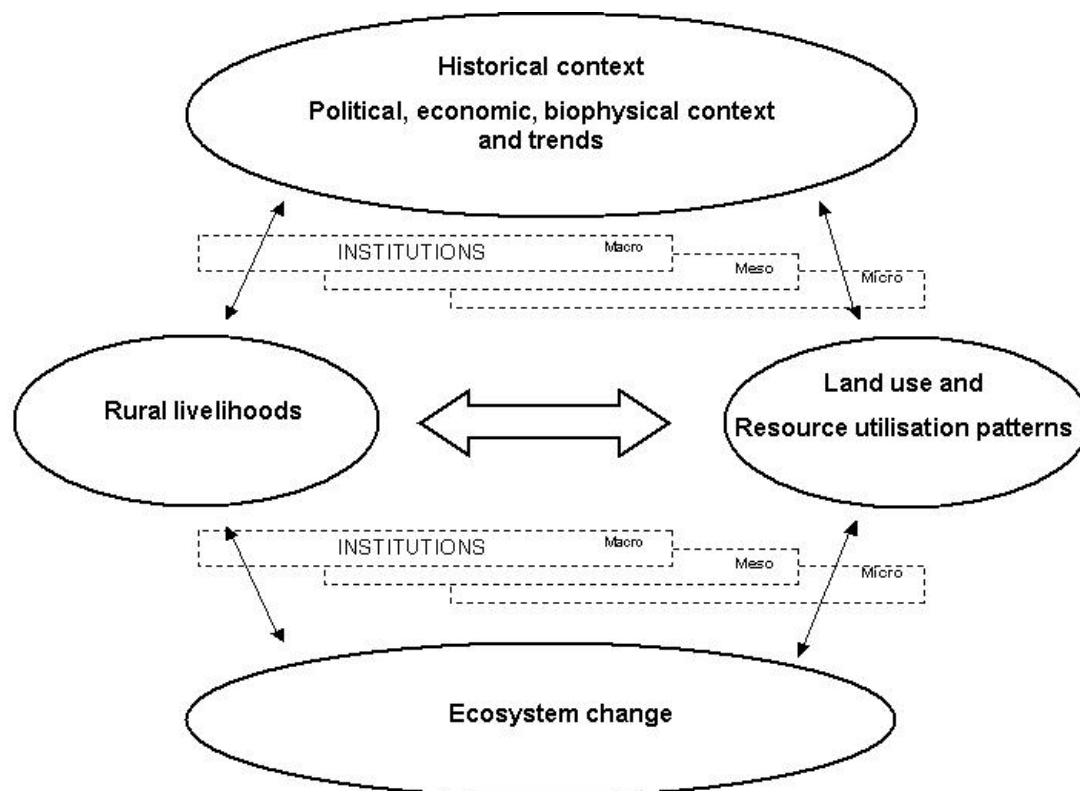 Historical context
Political, economic, biophysical context
and trends
INSTITUTIONS
Macro
Meso
Micro
Rural livelihoods
Land use and
Resource utilisation patterns
INSTITUTIONS
Macro
Meso
Micro
Ecosystem change